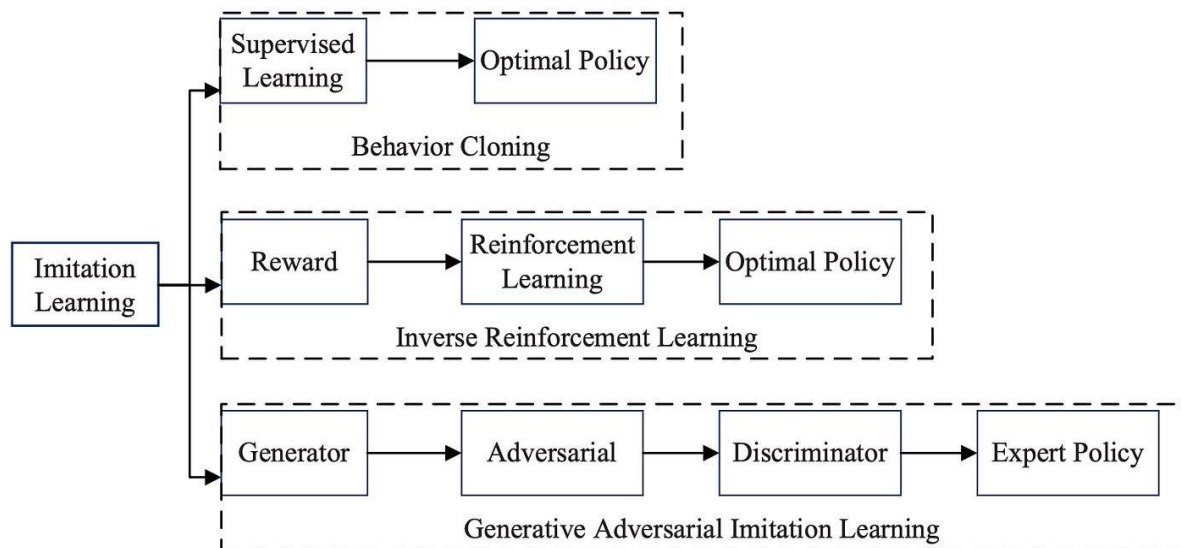 Supervised
Learning
Optimal Policy
Behavior Cloning
Imitation
Learning
Reward
Reinforcement
Learning
Optimal Policy
Inverse Reinforcement Learning
Generator
Adversarial
Discriminator
Expert Policy
Generative Adversarial Imitation Learning